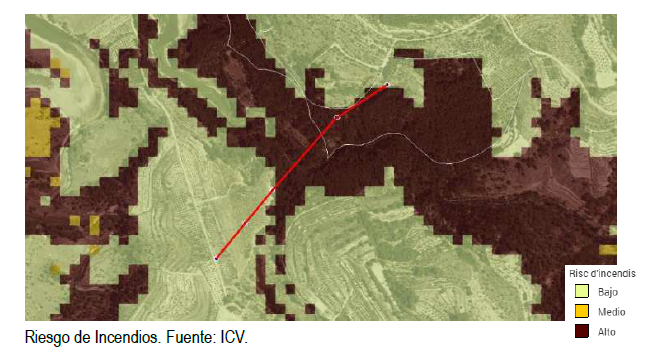 Risc d'incendis
Bajo
Medio
Alto
Riesgo de Incendios. Fuente: ICV.